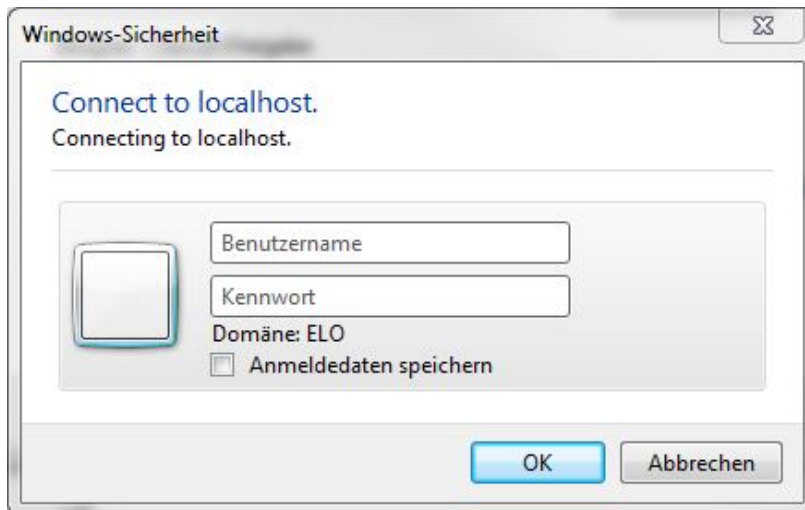 Windows-Sicherheit
Connect to localhost.
Connecting to localhost.
Benutzername
Kennwort
Domäne: ELO
Anmeldedaten speichern
OK
Abbrechen